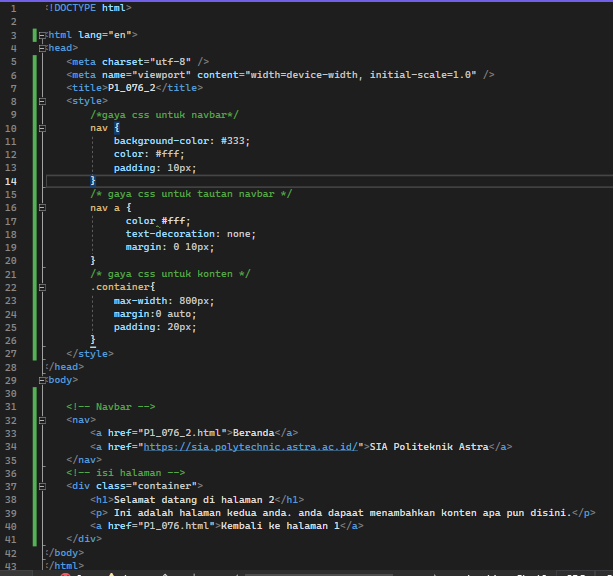 1 <!DOCTYPE html>
2
3 <html lang="en">
4 <head>
5 <meta charset="utf-8" />
6 <meta name="viewport" content="width=device-width, initial-scale=1.0" />
7 <title>P1_076_2</title>
8 <style>
9 /*gaya css untuk navbar*/
10 nav {
11 background-color: #333;
12 color: #fff;
13 padding: 10px;
14 }
15 /* gaya css untuk tautan navbar */
16 nav a {
17 color #fff;
18 text-decoration: none;
19 margin: 0 10px;
20 }
21 /* gaya css untuk konten */
22 .container{
23 max-width: 800px;
24 margin:0 auto;
25 padding: 20px;
26 }
27 </style>
28 </head>
29 <body>
30
31 <!-- Navbar -->
32 <nav>
33 <a href="P1_076_2.html">Beranda</a>
34 <a href="https://sia.polytechnic.astra.ac.id/">SIA Politeknik Astra</a>
35 </nav>
36 <!-- isi halaman -->
37 <div class="container">
38 <h1>Selamat datang di halaman 2</h1>
39 <p> Ini adalah halaman kedua anda. anda dapaat menambahkan konten apa pun disini.</p>
40 <a href="P1_076.html">Kembali ke halaman 1</a>
41 </div>
42 </body>
43 </html>